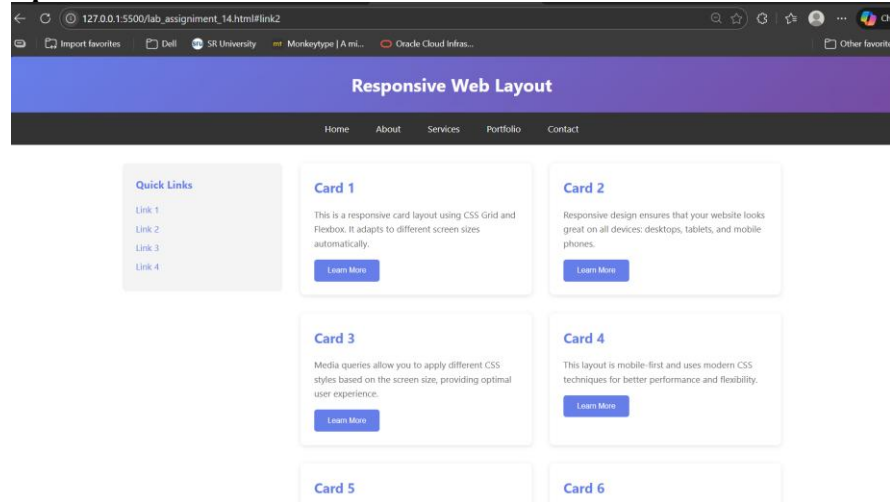 127.0.0.1:5500/lab_assigniment_14.html#link2
Import favorites Dell SR University mt Monkeytype | A mi... Oracle Cloud Infras... Other favorite
Responsive Web Layout
Home About Services Portfolio Contact
Quick Links
Link 1
Link 2
Link 3
Link 4
Card 1
This is a responsive card layout using CSS Grid and
Flexbox. It adapts to different screen sizes
automatically.
Learn More
Card 2
Responsive design ensures that your website looks
great on all devices: desktops, tablets, and mobile
phones.
Learn More
Card 3
Media queries allow you to apply different CSS
styles based on the screen size, providing optimal
user experience.
Learn More
Card 4
This layout is mobile-first and uses modern CSS
techniques for better performance and flexibility.
Learn More
Card 5
Card 6